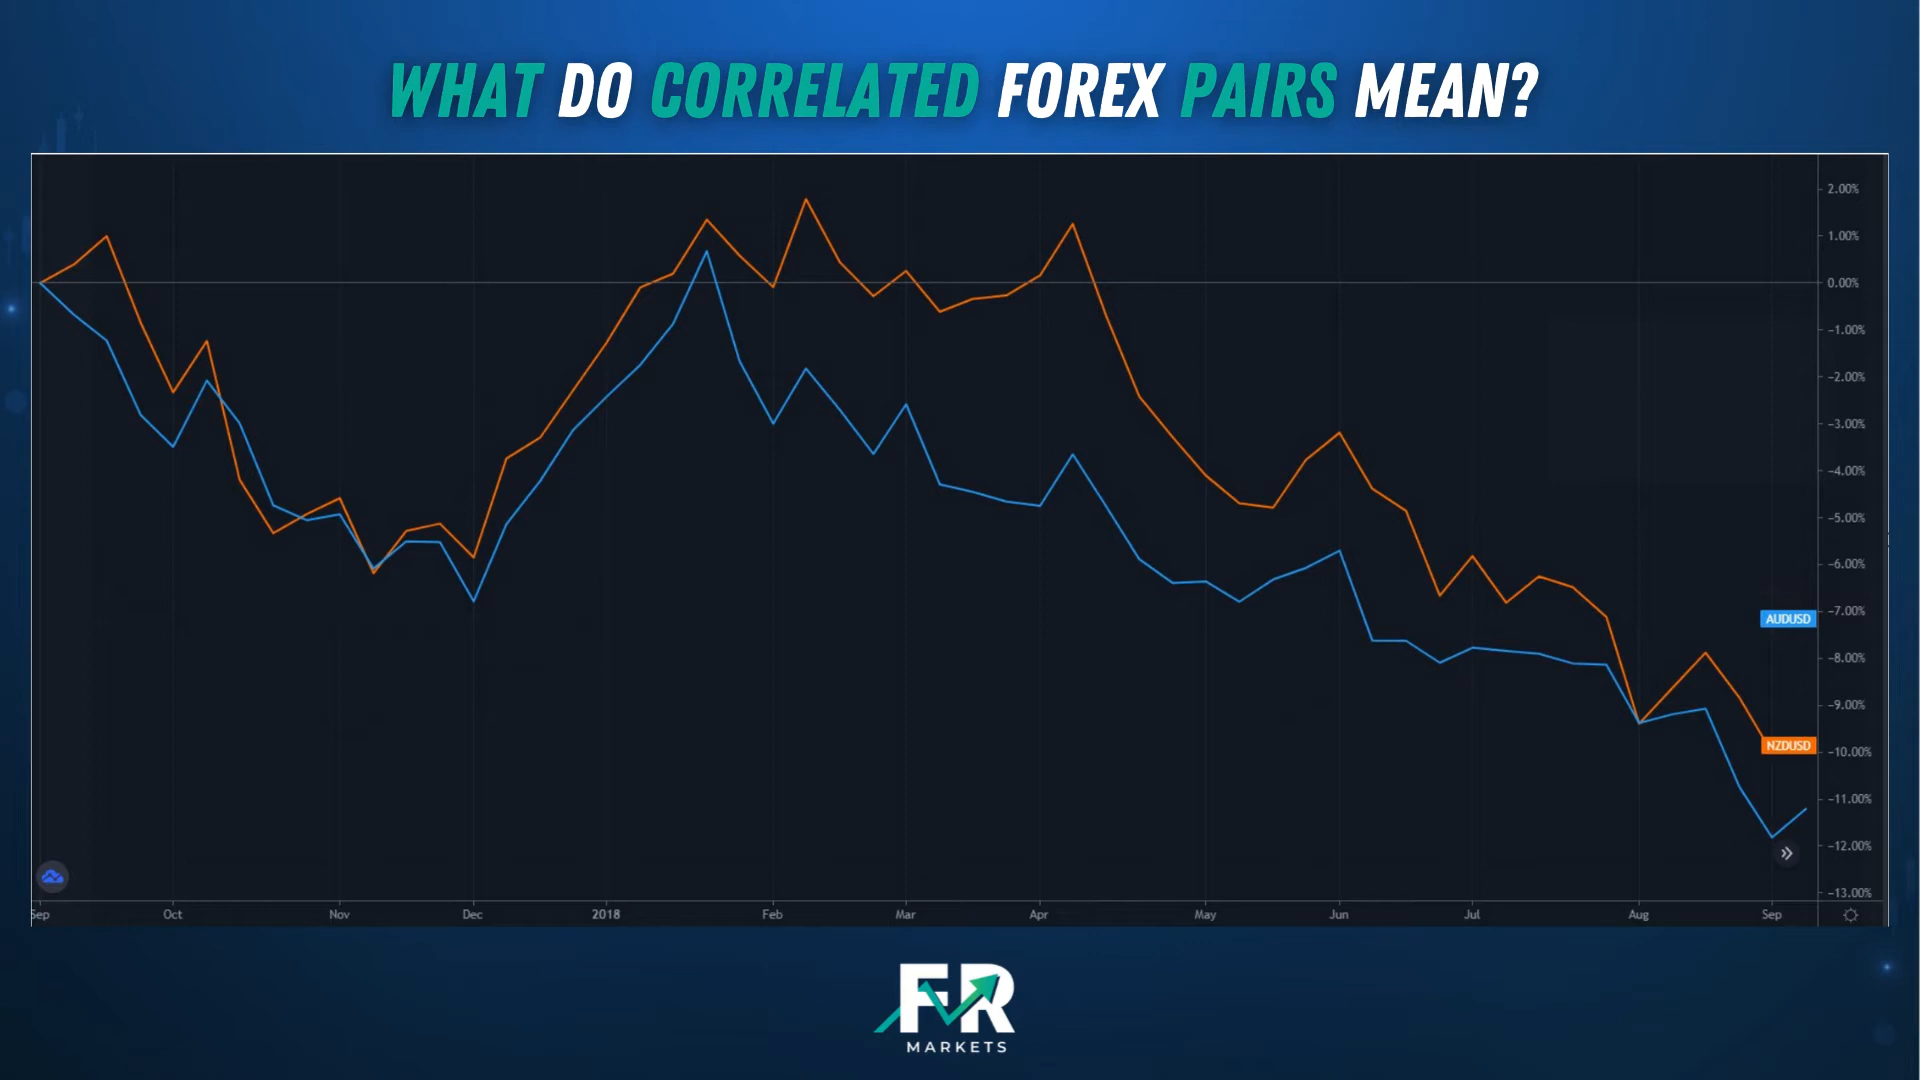 WHAT DO CORRELATED FOREX PAIRS MEAN?
2.00%
1.00%
0.00%
-1.00%
-2.00%
-3.00%
-4.00%
-5.00%
-6.00%
AUDUSD
-7.00%
-8.00%
-9.00%
NZDUSD
-10.00%
-11.00%
-12.00%
-13.00%
Sep Oct Nov Dec 2018 Feb Mar Apr May Jun Jul Aug Sep
FR
MARKETS